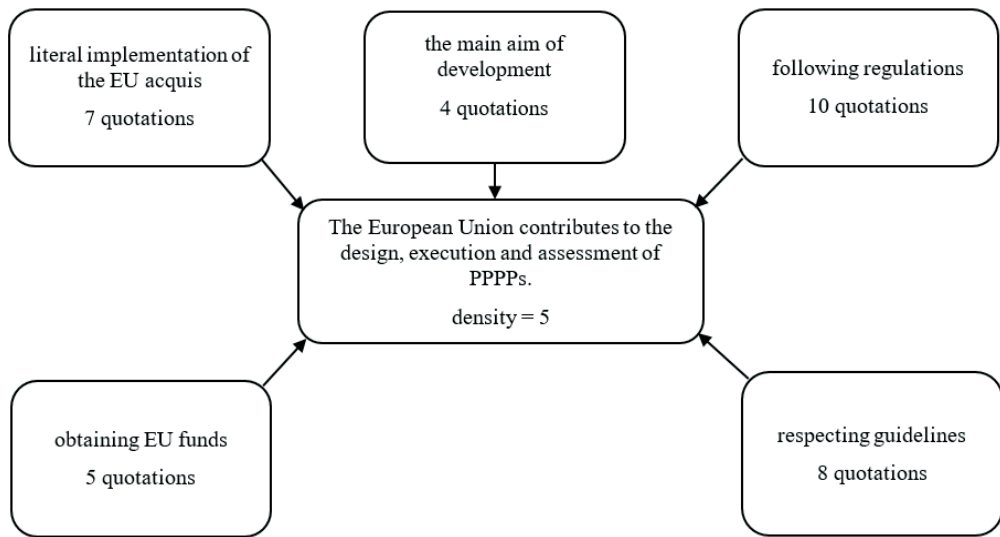 literal implementation of
the EU acquis
7 quotations
the main aim of
development
4 quotations
following regulations
10 quotations
The European Union contributes to the
design, execution and assessment of
PPPPs.
density = 5
obtaining EU funds
5 quotations
respecting guidelines
8 quotations